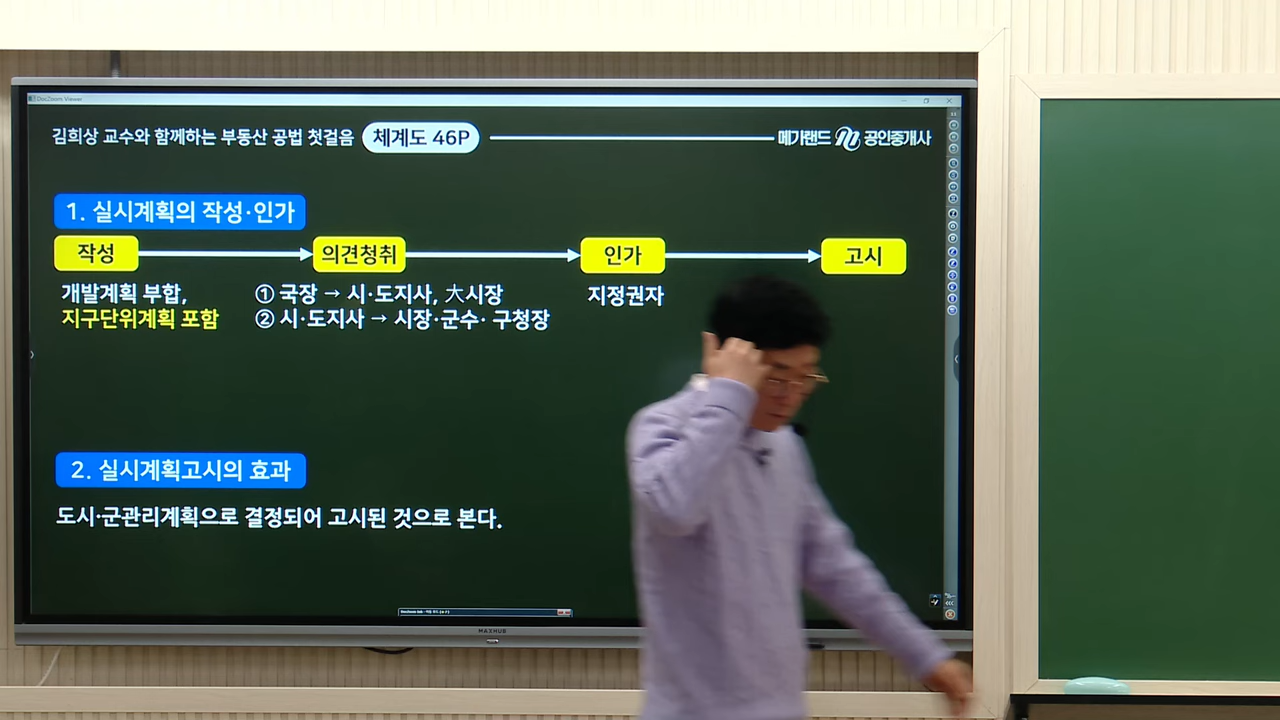 DocZoom Viewer
김희상 교수와 함께하는 부동산 공법 첫걸음 체계도 46P 메가랜드 공인중개사
1. 실시계획의 작성·인가
작성 의견청취 인가 고시
개발계획 부합, ① 국장 → 시·도지사, 大시장 지정권자
지구단위계획 포함 ② 시·도지사 → 시장·군수· 구청장
2. 실시계획고시의 효과
도시·군관리계획으로 결정되어 고시된 것으로 본다.
MAXHUB